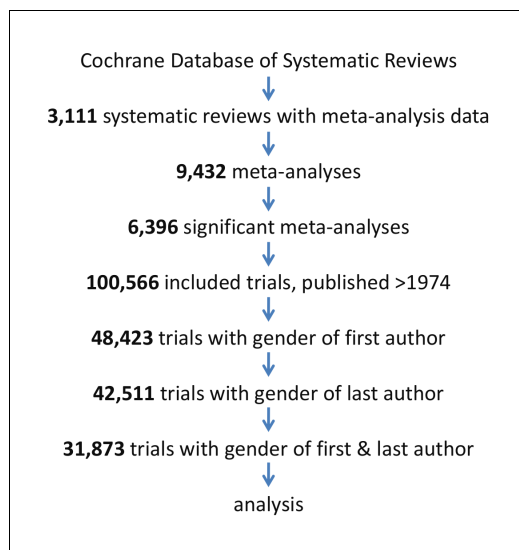 Cochrane Database of Systematic Reviews
3,111 systematic reviews with meta-analysis data
9,432 meta-analyses
6,396 significant meta-analyses
100,566 included trials, published >1974
48,423 trials with gender of first author
42,511 trials with gender of last author
31,873 trials with gender of first & last author
analysis